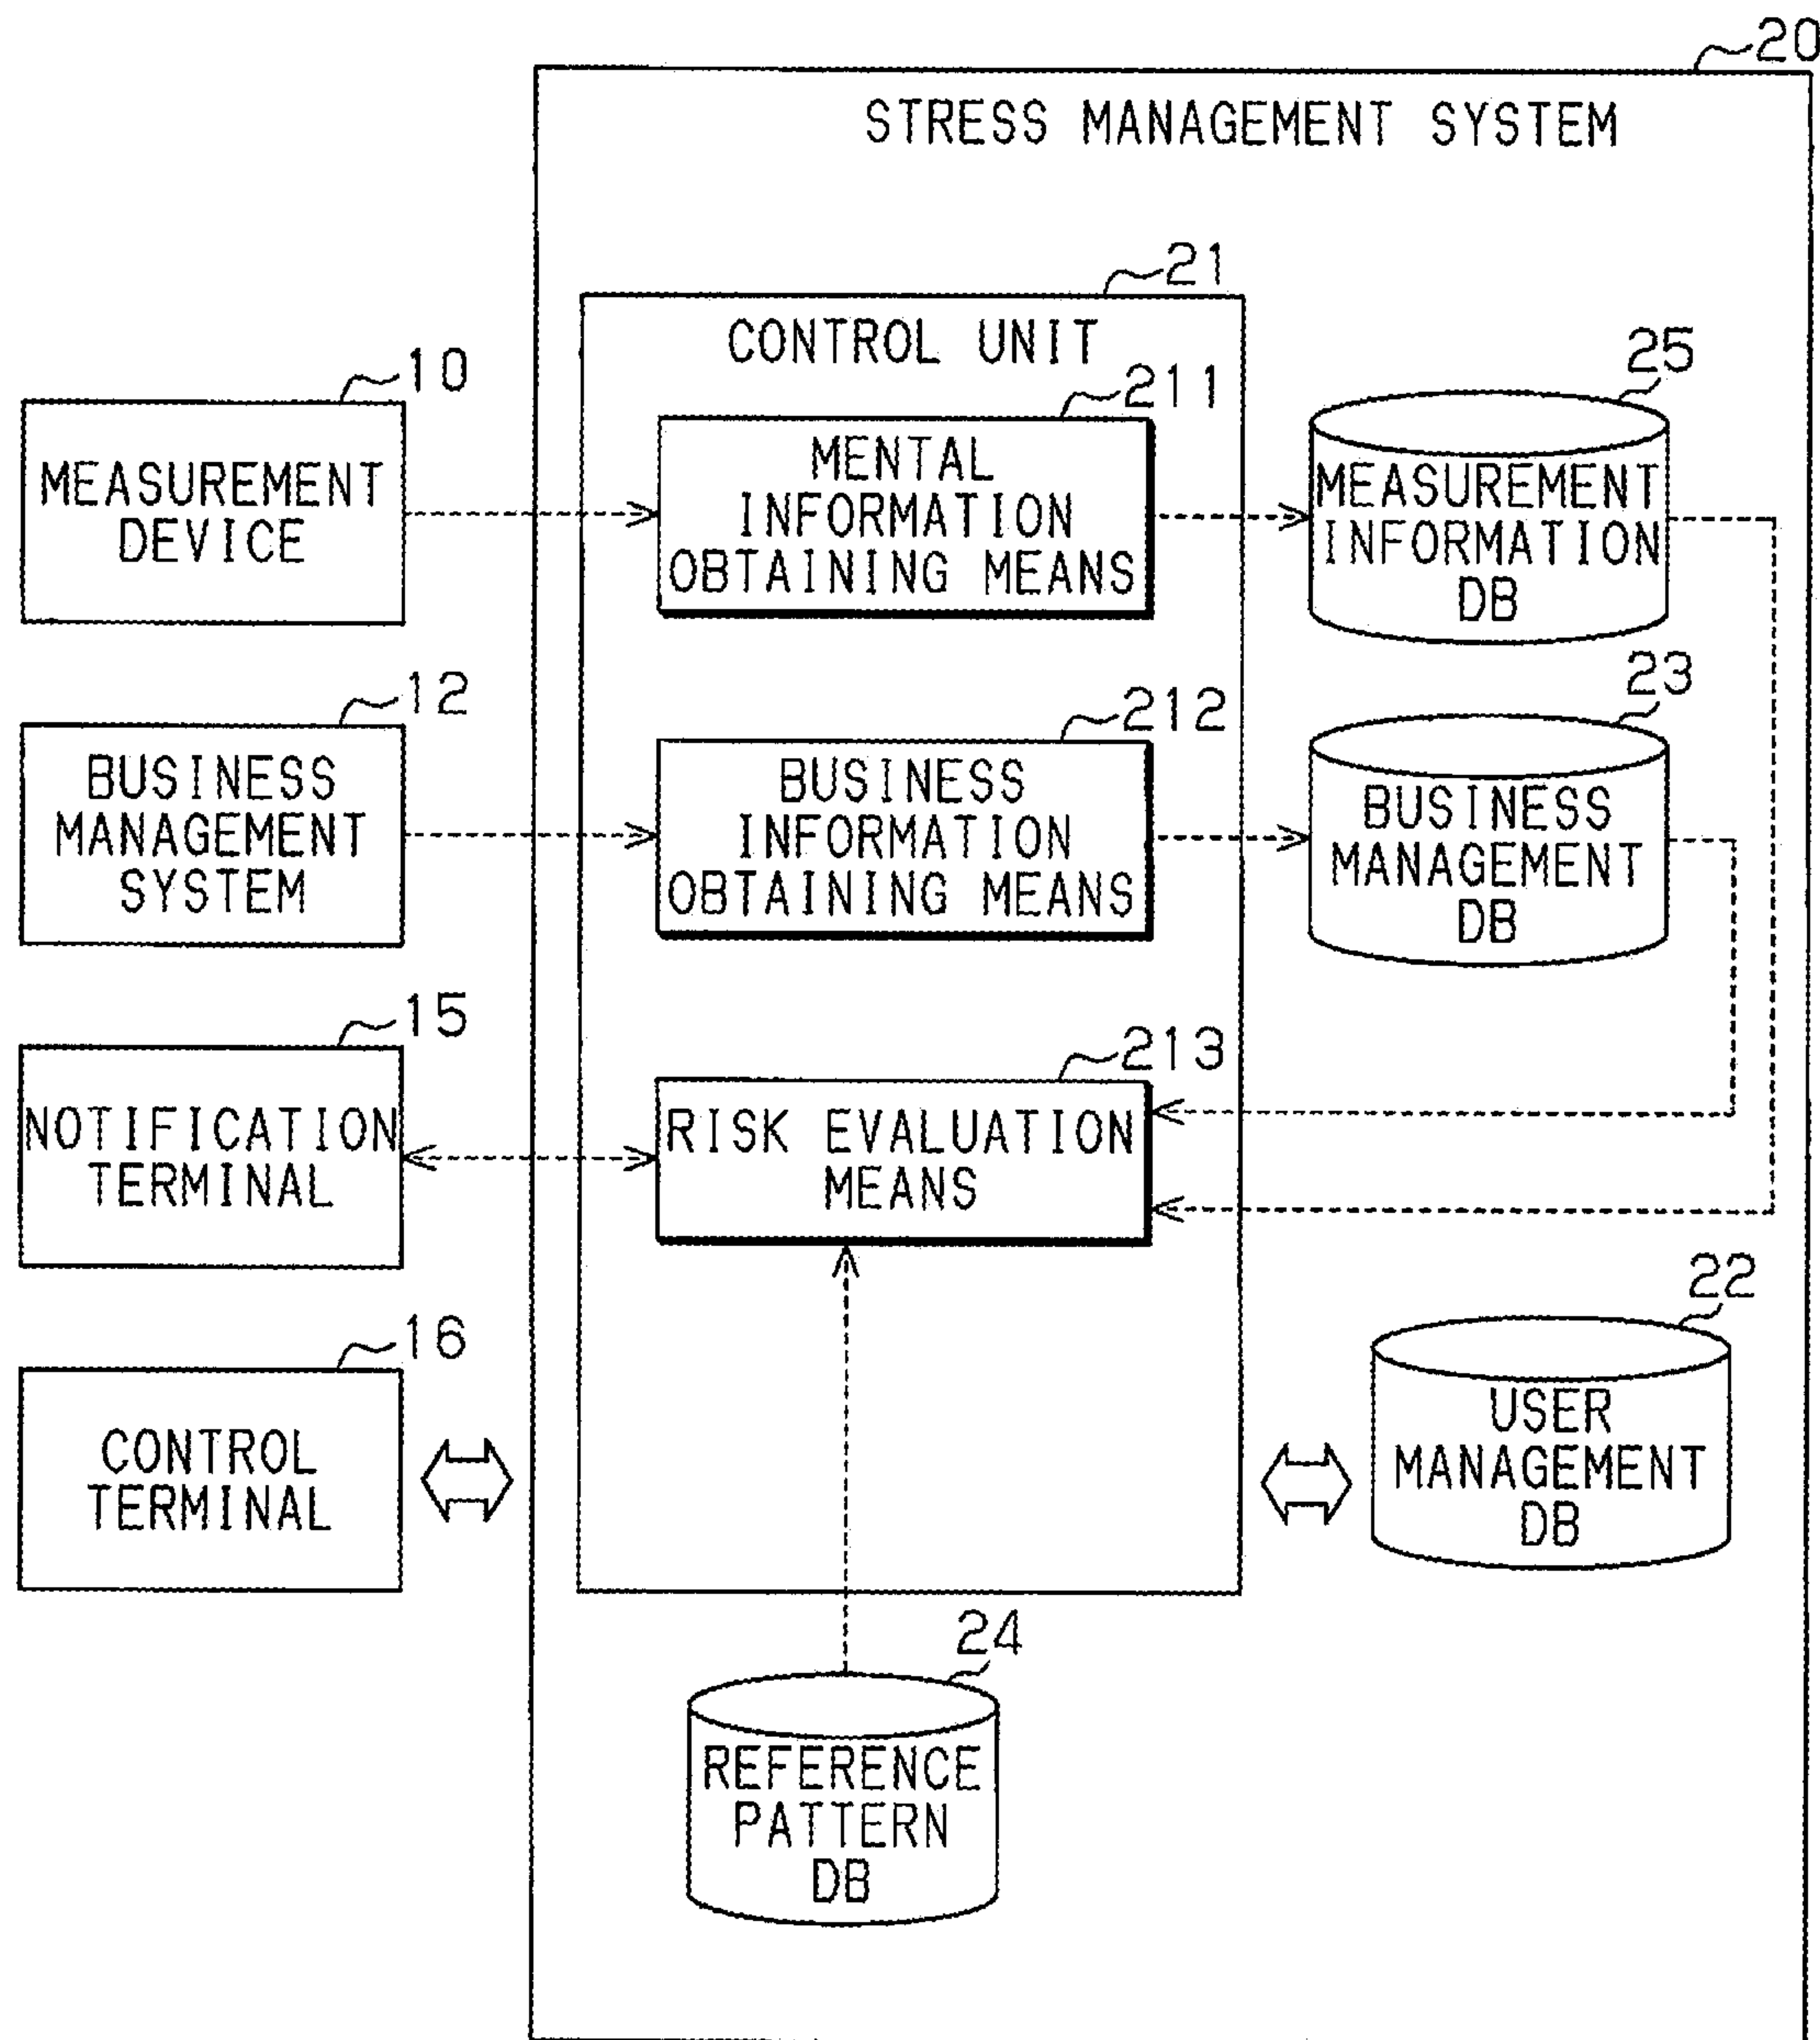 20
STRESS MANAGEMENT SYSTEM
21
CONTROL UNIT
10
MEASUREMENT
DEVICE
211
MENTAL
INFORMATION
OBTAINING MEANS
25
MEASUREMENT
INFORMATION
DB
12
BUSINESS
MANAGEMENT
SYSTEM
212
BUSINESS
INFORMATION
OBTAINING MEANS
23
BUSINESS
MANAGEMENT
DB
15
NOTIFICATION
TERMINAL
213
RISK EVALUATION
MEANS
16
CONTROL
TERMINAL
22
USER
MANAGEMENT
DB
24
REFERENCE
PATTERN
DB